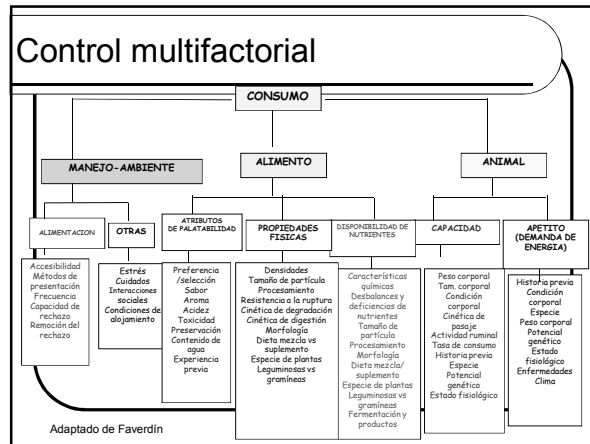 Control multifactorial
CONSUMO
MANEJO-AMBIENTE
ALIMENTO
ANIMAL
ALIMENTACION
Accesibilidad
Métodos de
presentación
Frecuencia
Capacidad de
rechazo
Remoción del
rechazo
OTRAS
Estrés
Cuidados
Interacciones
sociales
Condiciones de
alojamiento
ATRIBUTOS
DE PALATABILIDAD
Preferencia
/selección
Sabor
Aroma
Acidez
Toxicidad
Preservación
Contenido de
agua
Experiencia
previa
PROPIEDADES
FISICAS
Densidades
Tamaño de partícula
Procesamiento
Resistencia a la ruptura
Cinética de degradación
Cinética de digestión
Morfología
Dieta mezcla vs
suplemento
Especie de plantas
Leguminosas vs
gramíneas
DISPONIBILIDAD DE
NUTRIENTES
Características
químicas
Desbalances y
deficiencias de
nutrientes
Tamaño de
partícula
Procesamiento
Morfología
Dieta mezcla/
suplemento
Especie de plantas
Leguminosas vs
gramíneas
Fermentación y
productos
CAPACIDAD
Peso corporal
Tam. corporal
Condición
corporal
Cinética de
pasaje
Actividad ruminal
Tasa de consumo
Historia previa
Especie
Potencial
genético
Estado fisiológico
APETITO
(DEMANDA DE
ENERGIA)
Historia previa
Condición
corporal
Especie
Peso corporal
Potencial
genético
Estado
fisiológico
Enfermedades
Clima
Adaptado de Faverdín